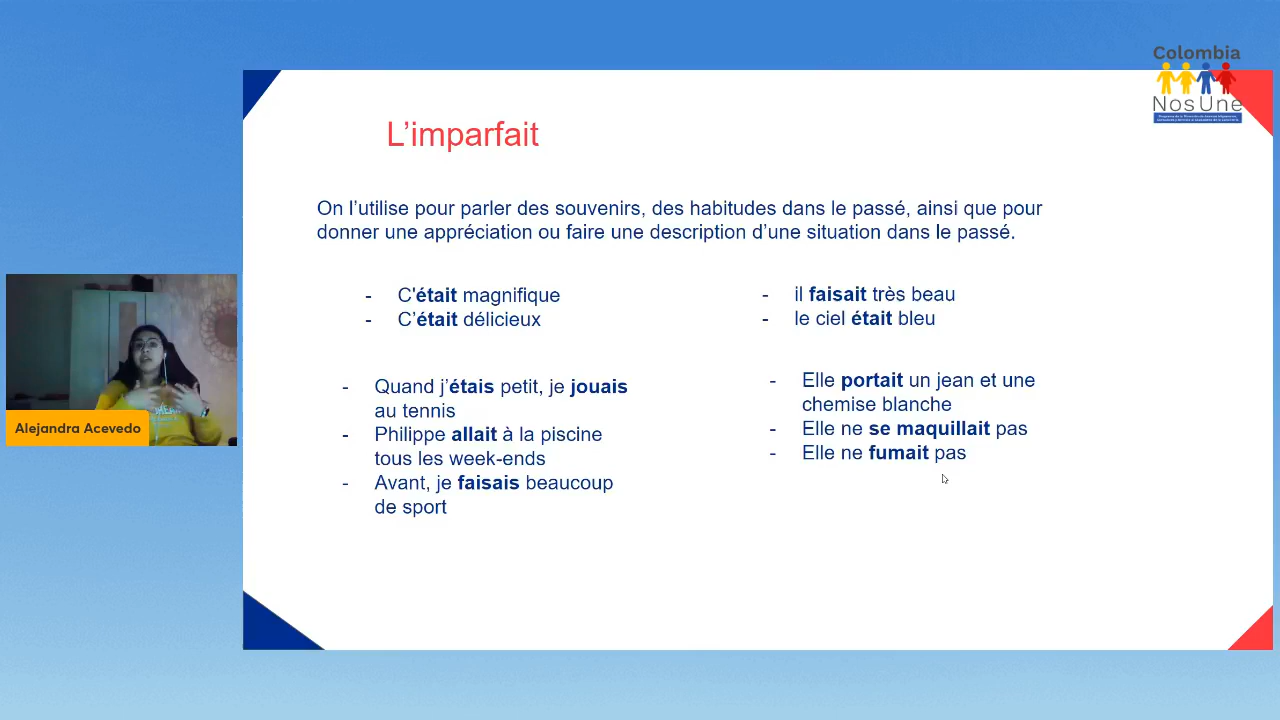 Colombia
NosUne
L’imparfait
On l’utilise pour parler des souvenirs, des habitudes dans le passé, ainsi que pour
donner une appréciation ou faire une description d’une situation dans le passé.
- C'était magnifique
- C’était délicieux
- Quand j’étais petit, je jouais
au tennis
- Philippe allait à la piscine
tous les week-ends
- Avant, je faisais beaucoup
de sport
- il faisait très beau
- le ciel était bleu
- Elle portait un jean et une
chemise blanche
- Elle ne se maquillait pas
- Elle ne fumait pas
Alejandra Acevedo